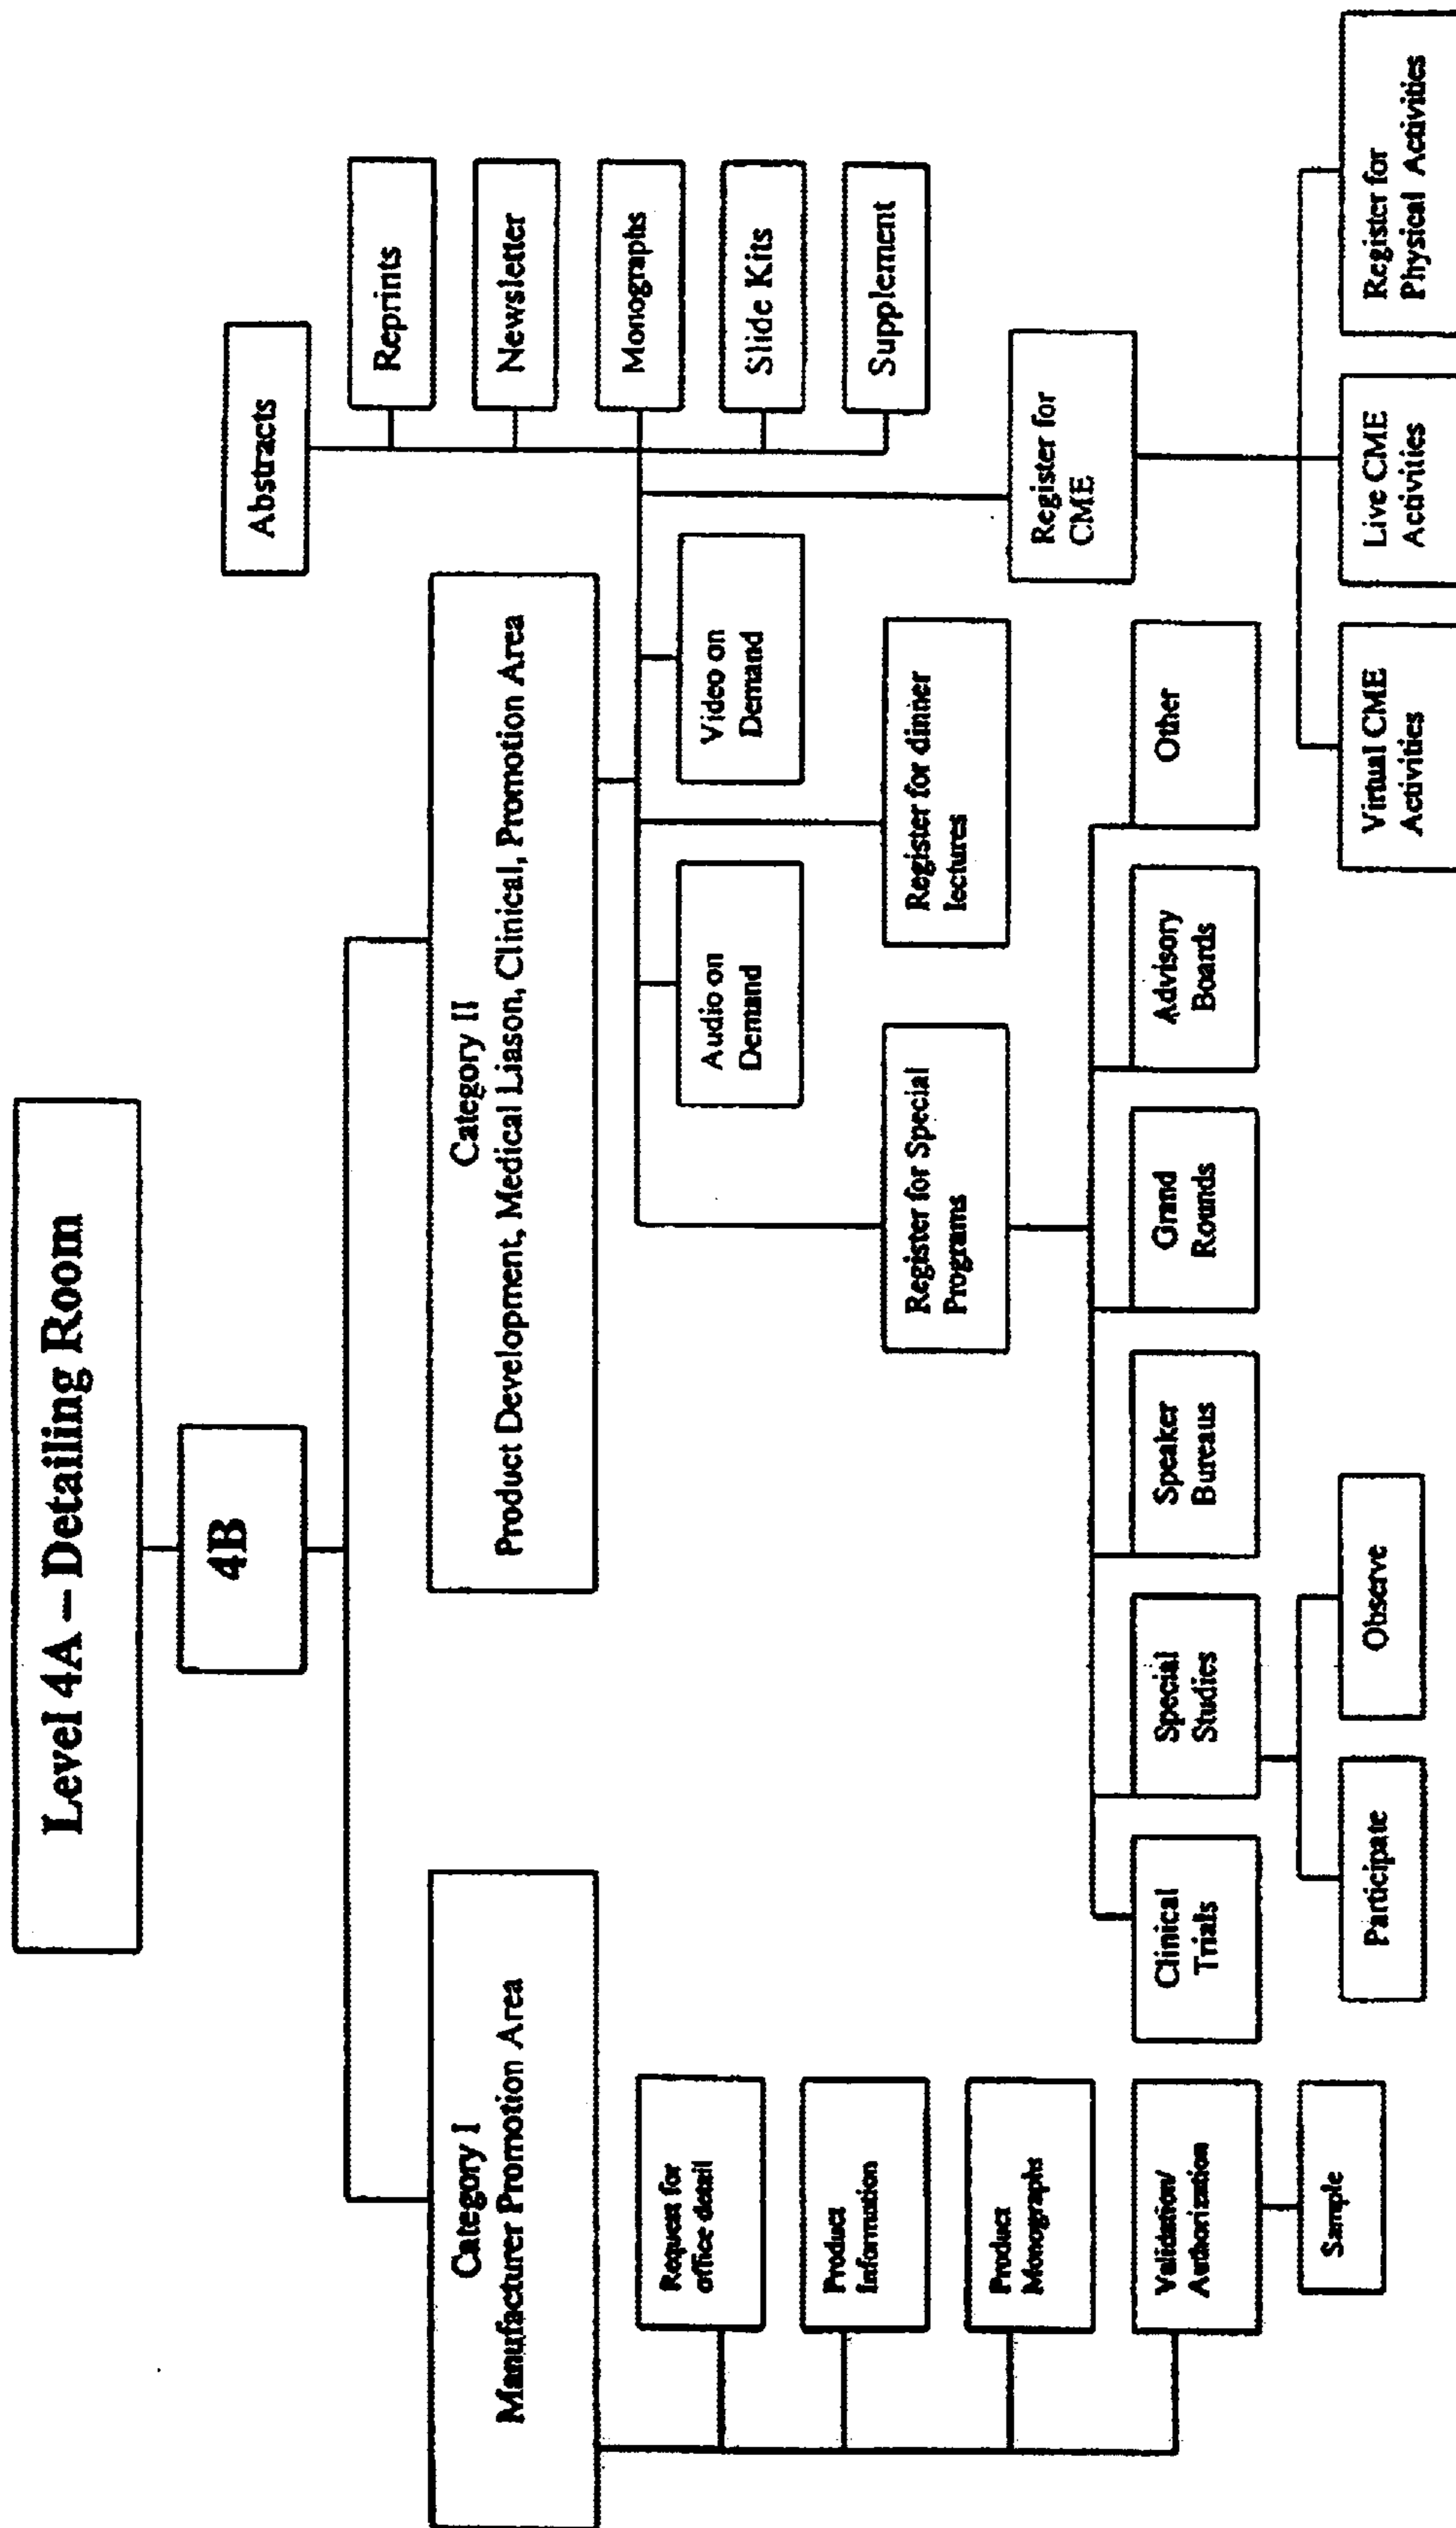 Level 4A – Detailing Room
4B
Category I
Manufacturer Promotion Area
Category II
Product Development, Medical Liason, Clinical, Promotion Area
Request for
office detail
Product
Information
Product
Monographs
Validation/
Authorization
Sample
Abstracts
Reprints
Newsletter
Monographs
Slide Kits
Supplement
Audio on
Demand
Video on
Demand
Register for Special
Programs
Register for dinner
lectures
Register for
CME
Clinical
Trials
Special
Studies
Speaker
Bureaus
Grand
Rounds
Advisory
Boards
Other
Participate
Observe
Virtual CME
Activities
Live CME
Activities
Register for
Physical Activities